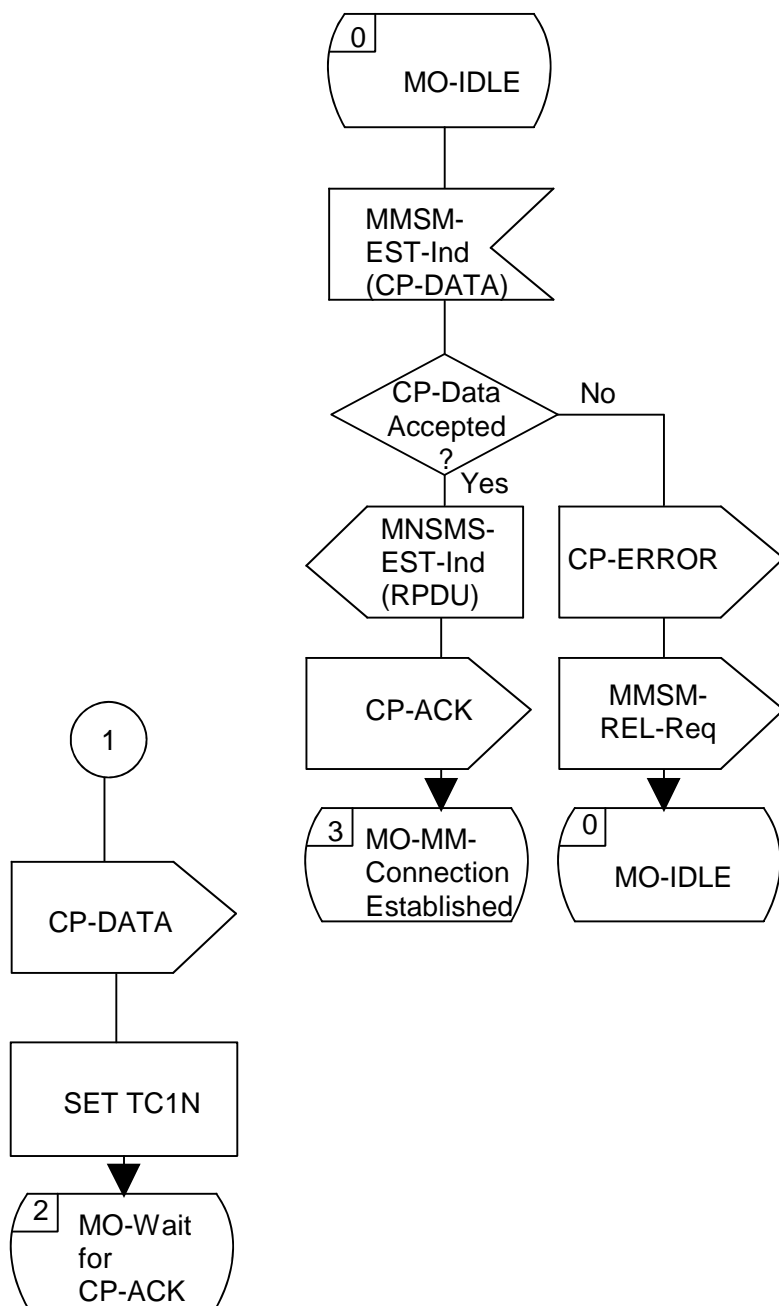 0
MO-IDLE
MMSM-
EST-Ind
(CP-DATA)
CP-Data
Accepted
?
No
Yes
MNSMS-
EST-Ind
(RPDU)
CP-ERROR
CP-ACK
MMSM-
REL-Req
3
MO-MM-
Connection
Established
0
MO-IDLE
1
CP-DATA
SET TC1N
2
MO-Wait
for
CP-ACK